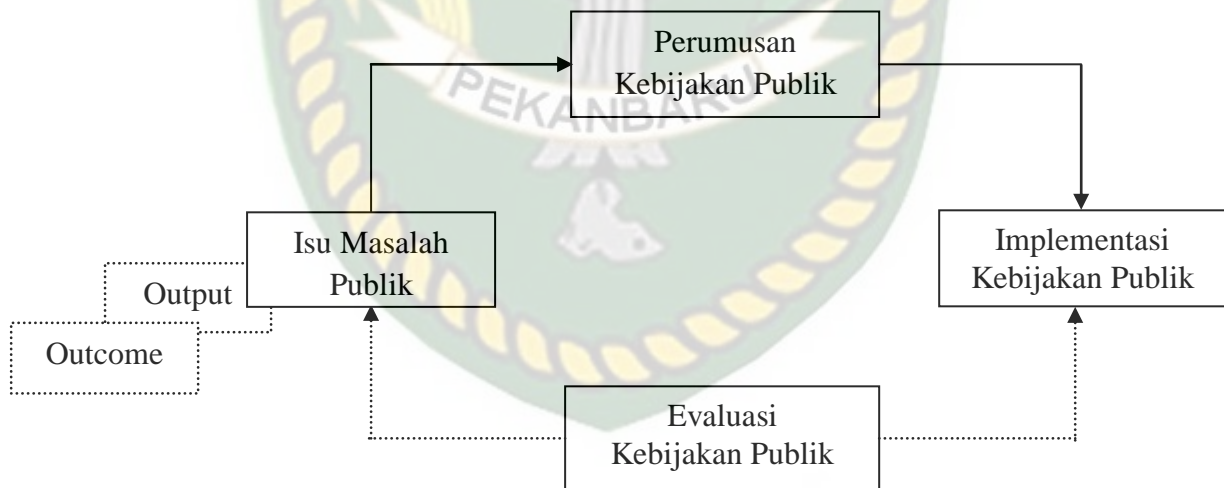 Perumusan
Kebijakan Publik
PEKANBARU
Isu Masalah
Publik
Implementasi
Kebijakan Publik
Output
Outcome
Evaluasi
Kebijakan Publik